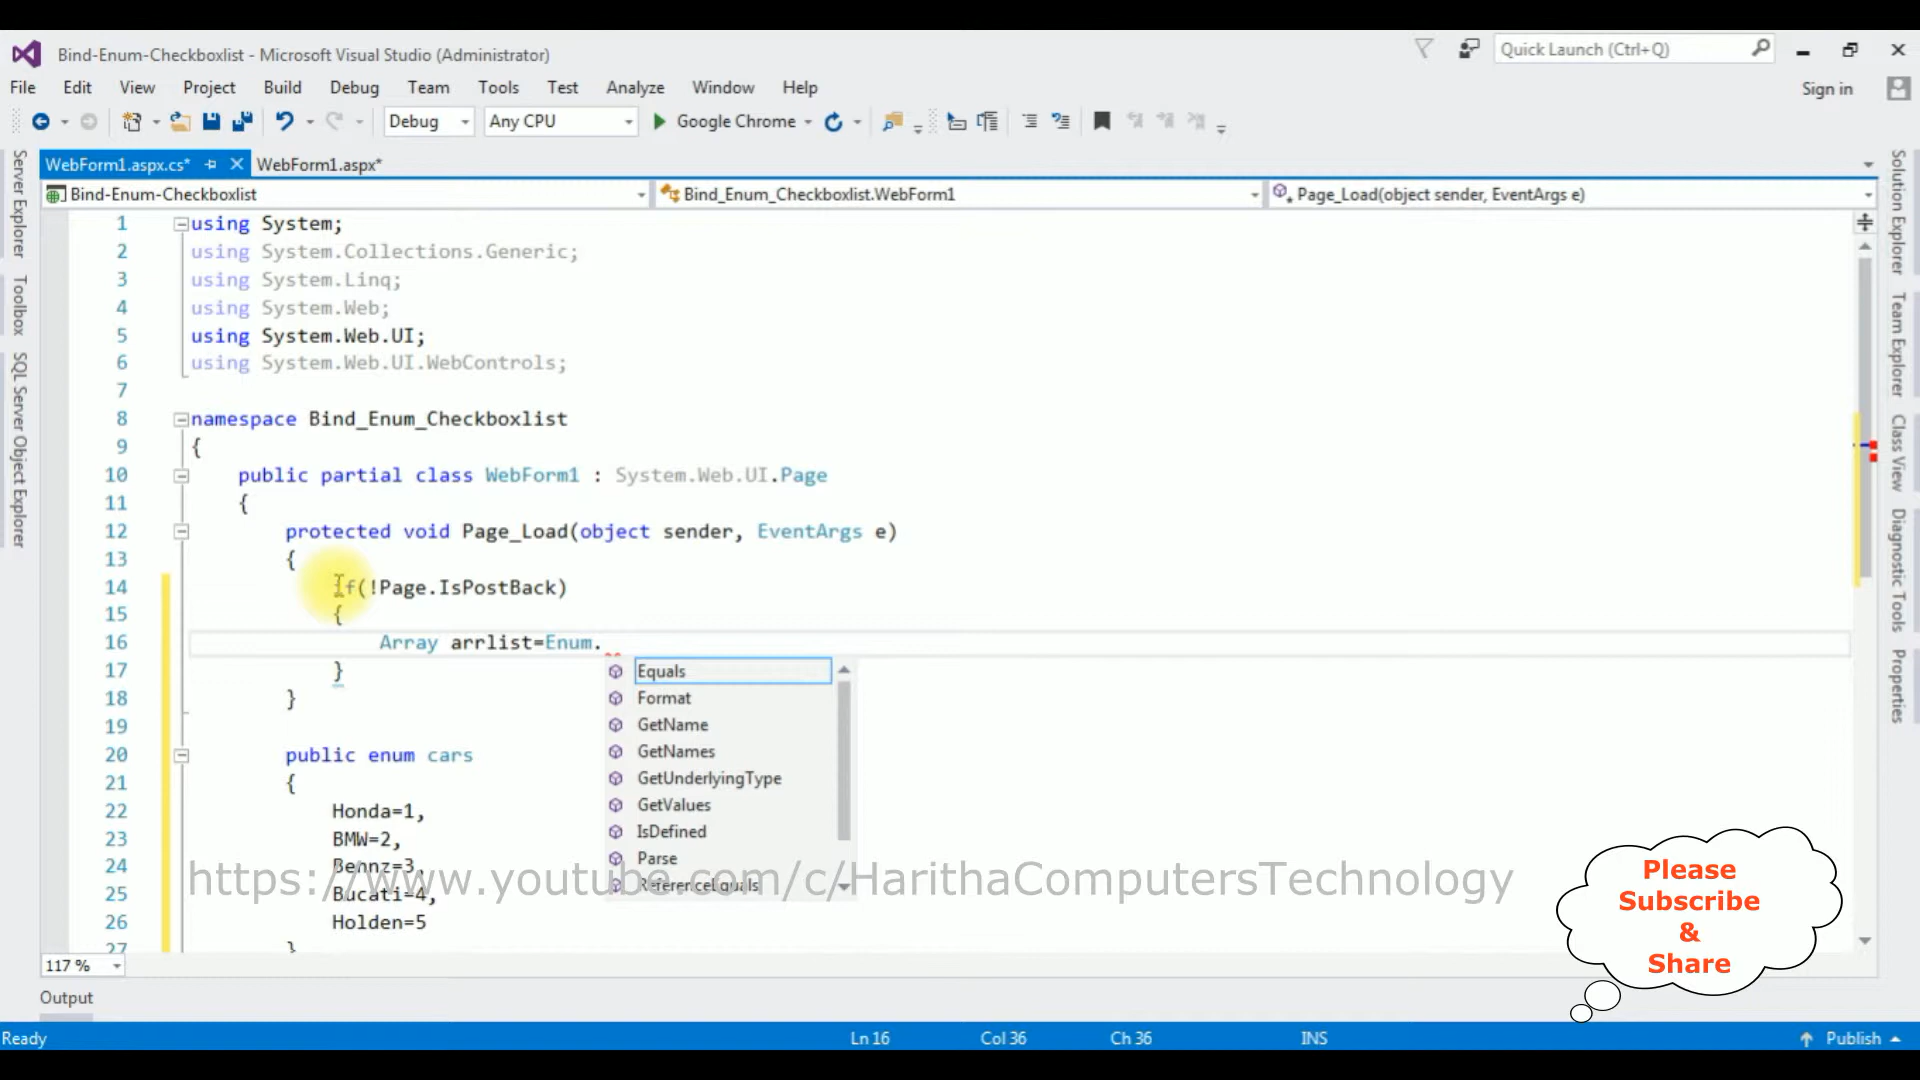 Bind-Enum-Checkboxlist - Microsoft Visual Studio (Administrator)
Quick Launch (Ctrl+Q)
File Edit View Project Build Debug Team Tools Test Analyze Window Help
Sign in
Debug Any CPU Google Chrome
WebForm1.aspx.cs* WebForm1.aspx*
Bind-Enum-Checkboxlist Bind_Enum_Checkboxlist.WebForm1 Page_Load(object sender, EventArgs e)
Server Explorer
Toolbox
SQL Server Object Explorer
Solution Explorer
Team Explorer
Class View
Diagnostic Tools
Properties
1 using System;
2 using System.Collections.Generic;
3 using System.Linq;
4 using System.Web;
5 using System.Web.UI;
6 using System.Web.UI.WebControls;
7
8 namespace Bind_Enum_Checkboxlist
9 {
10 public partial class WebForm1 : System.Web.UI.Page
11 {
12 protected void Page_Load(object sender, EventArgs e)
13 {
14 if(!Page.IsPostBack)
15 {
16 Array arrlist=Enum.
17 }
18 }
19
20 public enum cars
21 {
22 Honda=1,
23 BMW=2,
24 Bennz=3,
25 Bucati=4,
26 Holden=5
27 }
Equals
Format
GetName
GetNames
GetUnderlyingType
GetValues
IsDefined
Parse
ReferenceEquals
https://www.youtube.com/c/HarithaComputersTechnology
Please
Subscribe
&
Share
117 %
Output
Ready Ln 16 Col 36 Ch 36 INS Publish